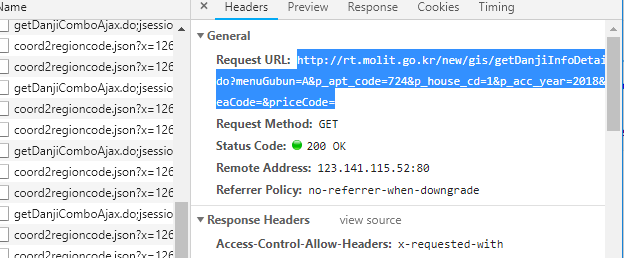 Name
Headers Preview Response Cookies Timing
getDanjiComboAjax.do;jsessio
coord2regioncode.json?x=126
coord2regioncode.json?x=126
getDanjiComboAjax.do;jsessio
coord2regioncode.json?x=126
coord2regioncode.json?x=126
getDanjiComboAjax.do;jsessio
coord2regioncode.json?x=126
coord2regioncode.json?x=126
getDanjiComboAjax.do;jsessio
coord2regioncode.json?x=126
coord2regioncode.json?x=126
General
Request URL: http://rt.molit.go.kr/new/gis/getDanjiInfoDetai
do?menuGubun=A&p_apt_code=724&p_house_cd=1&p_acc_year=2018&
eaCode=&priceCode=
Request Method: GET
Status Code: 200 OK
Remote Address: 123.141.115.52:80
Referrer Policy: no-referrer-when-downgrade
Response Headers view source
Access-Control-Allow-Headers: x-requested-with